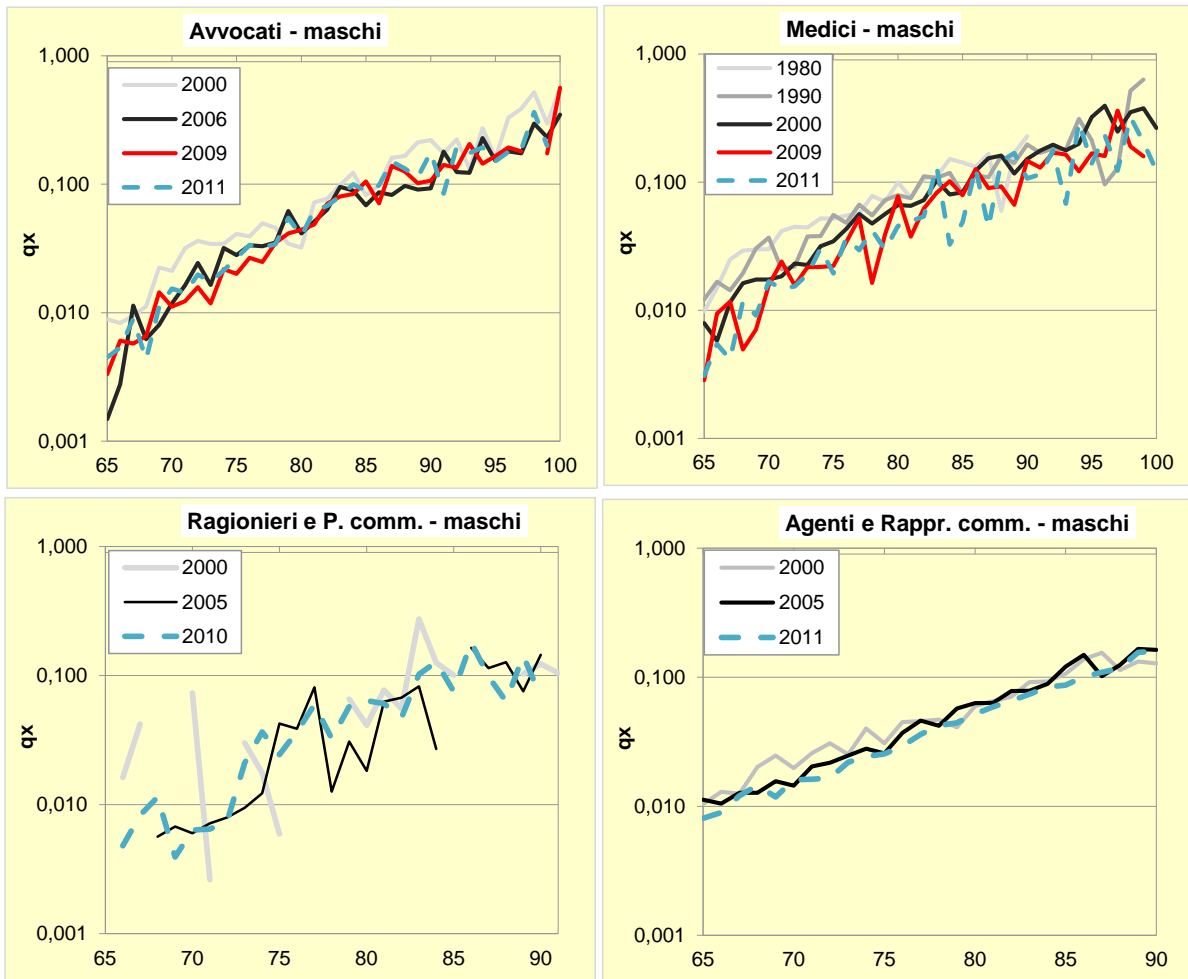 Avvocati - maschi
1,000
0,100
0,010
0,001
qx
2000
2006
2009
2011
65 70 75 80 85 90 95 100
Medici - maschi
1,000
0,100
0,010
0,001
qx
1980
1990
2000
2009
2011
65 70 75 80 85 90 95 100
Ragionieri e P. comm. - maschi
1,000
0,100
0,010
0,001
qx
2000
2005
2010
65 70 75 80 85 90
Agenti e Rappr. comm. - maschi
1,000
0,100
0,010
0,001
qx
2000
2005
2011
65 70 75 80 85 90